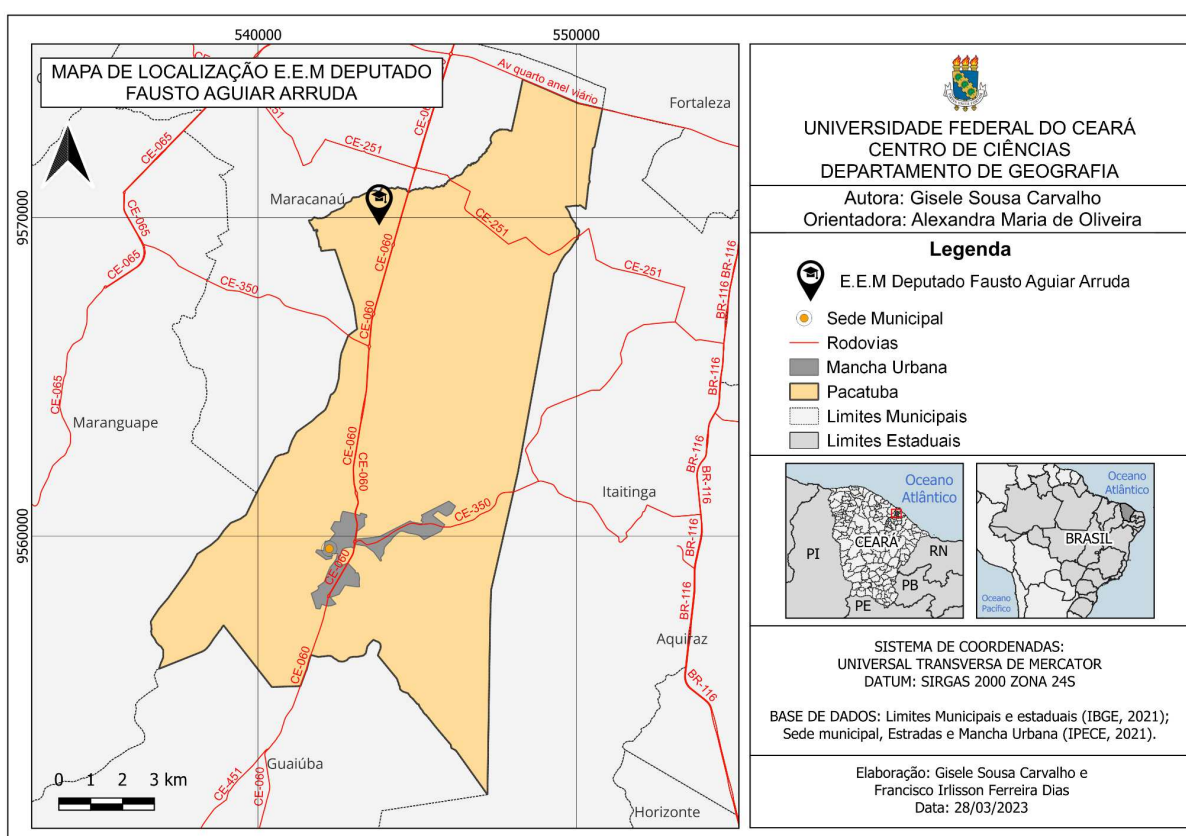 540000
550000
MAPA DE LOCALIZAÇÃO E.E.M DEPUTADO
FAUSTO AGUIAR ARRUDA
Av quarto anel viário
Fortaleza
CE-065
CE-251
CE-251
Maracanaú
9570000
CE-065
CE-065
CE-060
CE-251
CE-251
BR-116
BR-116
BR-116
CE-350
CE-060
CE-065
Maranguape
BR-116
CE-060
CE-060
BR-116
BR-116
Itaitinga
CE-350
9560000
BR-116
CE-060
BR-116
Aquiraz
CE-060
BR-116
Guaiúba
CE-451
CE-060
0 1 2 3 km
Horizonte
UNIVERSIDADE FEDERAL DO CEARÁ
CENTRO DE CIÊNCIAS
DEPARTAMENTO DE GEOGRAFIA
Autora: Gisele Sousa Carvalho
Orientadora: Alexandra Maria de Oliveira
Legenda
E.E.M Deputado Fausto Aguiar Arruda
Sede Municipal
Rodovias
Mancha Urbana
Pacatuba
Limites Municipais
Limites Estaduais
Oceano
Atlântico
CEARÁ
PI
RN
PB
PE
Oceano
Atlântico
BRASIL
Oceano
Pacífico
SISTEMA DE COORDENADAS:
UNIVERSAL TRANSVERSA DE MERCATOR
DATUM: SIRGAS 2000 ZONA 24S
BASE DE DADOS: Limites Municipais e estaduais (IBGE, 2021);
Sede municipal, Estradas e Mancha Urbana (IPECE, 2021).
Elaboração: Gisele Sousa Carvalho e
Francisco Irlisson Ferreira Dias
Data: 28/03/2023